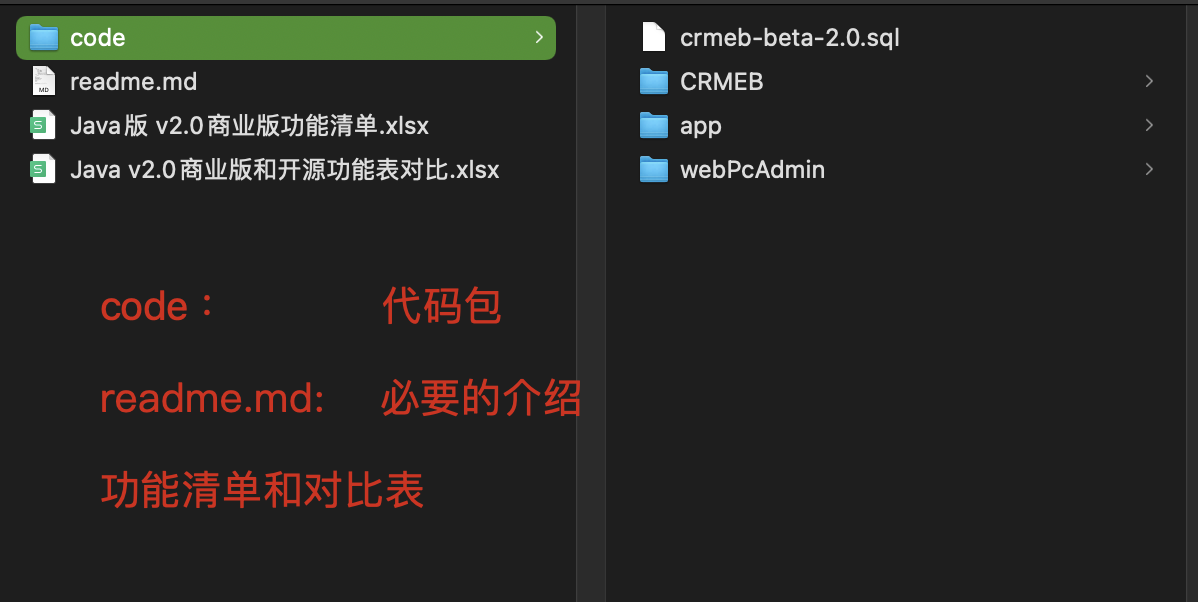 code
readme.md
Java版 v2.0商业版功能清单.xlsx
Java v2.0商业版和开源功能表对比.xlsx
code： 代码包
readme.md: 必要的介绍
功能清单和对比表
crmeb-beta-2.0.sql
CRMEB
app
webPcAdmin